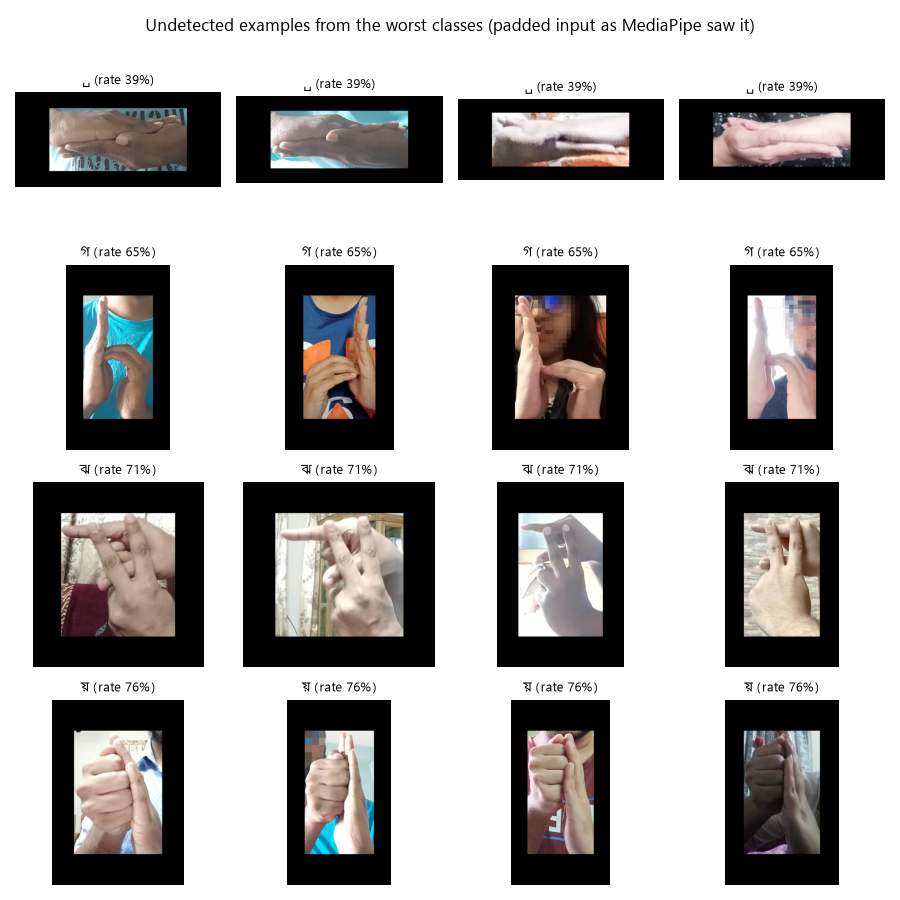 Undetected examples from the worst classes (padded input as MediaPipe saw it)
␣ (rate 39%) ␣ (rate 39%) ␣ (rate 39%) ␣ (rate 39%)
গ (rate 65%) গ (rate 65%) গ (rate 65%) গ (rate 65%)
ঝ (rate 71%) ঝ (rate 71%) ঝ (rate 71%) ঝ (rate 71%)
য় (rate 76%) য় (rate 76%) য় (rate 76%) য় (rate 76%)